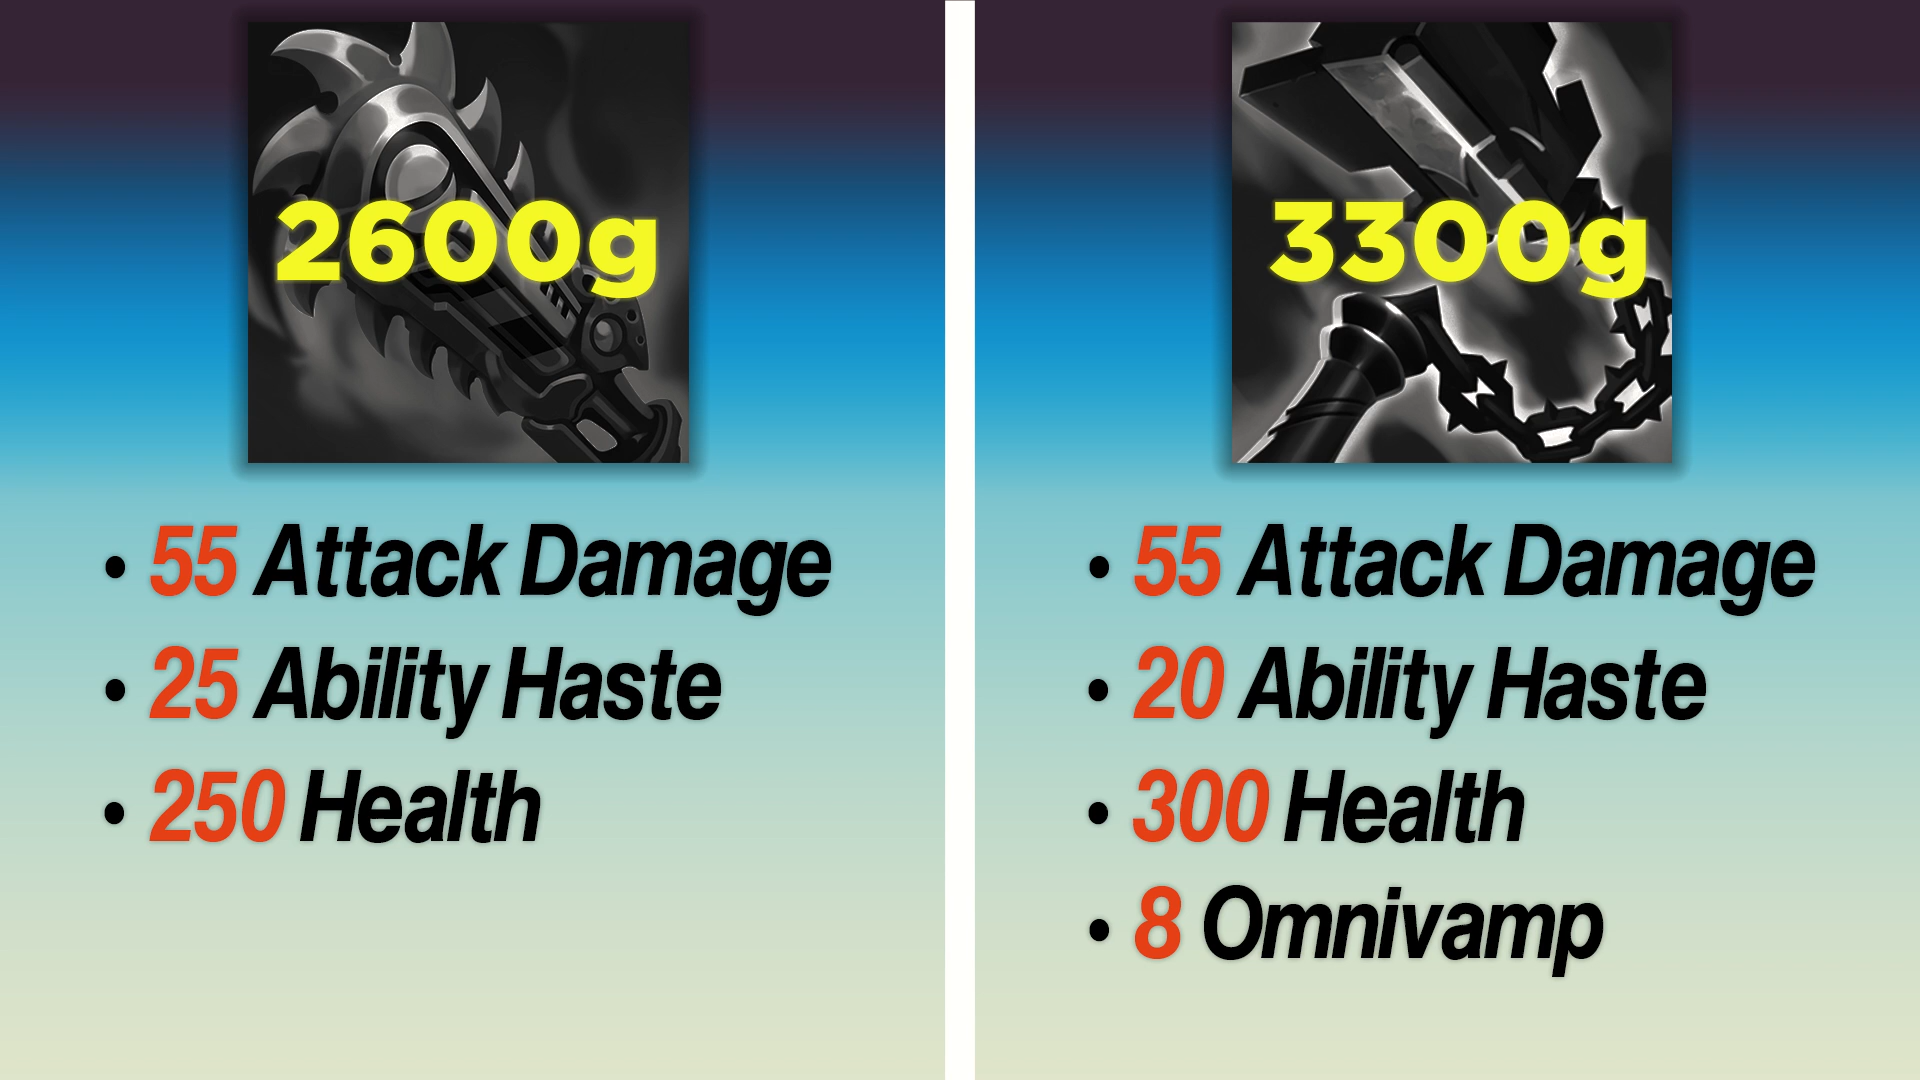 2600g
• 55 Attack Damage
• 25 Ability Haste
• 250 Health
3300g
• 55 Attack Damage
• 20 Ability Haste
• 300 Health
• 8 Omnivamp